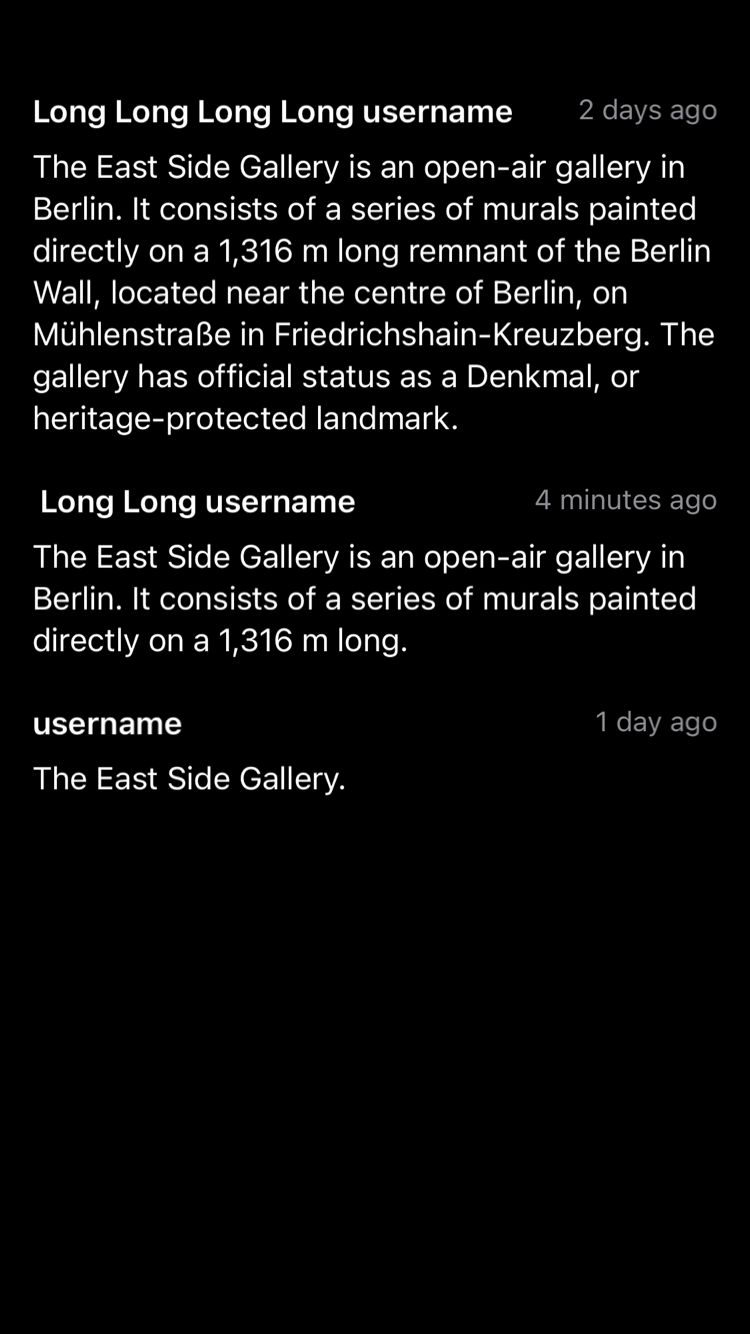 Long Long Long Long username 2 days ago
The East Side Gallery is an open-air gallery in
Berlin. It consists of a series of murals painted
directly on a 1,316 m long remnant of the Berlin
Wall, located near the centre of Berlin, on
Mühlenstraße in Friedrichshain-Kreuzberg. The
gallery has official status as a Denkmal, or
heritage-protected landmark.
Long Long username 4 minutes ago
The East Side Gallery is an open-air gallery in
Berlin. It consists of a series of murals painted
directly on a 1,316 m long.
username 1 day ago
The East Side Gallery.